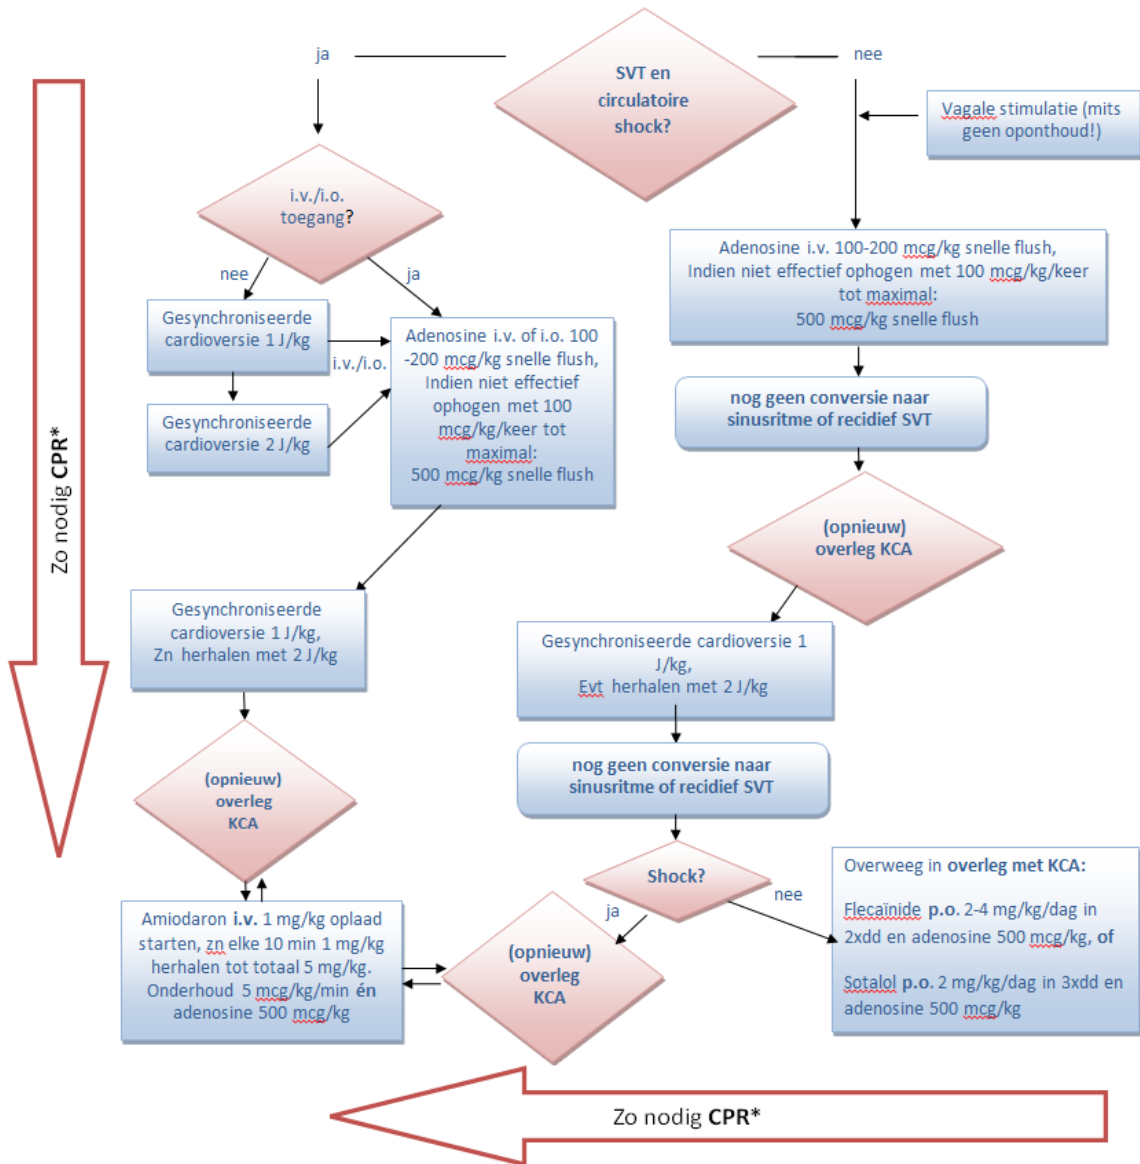 ja
SVT en
circulatoire
shock?
nee
Vagale stimulatie (mits
geen oponthoud!)
i.v./i.o.
toegang?
nee
ja
Adenosine i.v. 100-200 mcg/kg snelle flush,
Indien niet effectief ophogen met 100 mcg/kg/keer
tot maximal:
500 mcg/kg snelle flush
Gesynchroniseerde
cardioversie 1 J/kg
i.v./i.o.
Gesynchroniseerde
cardioversie 2 J/kg
Adenosine i.v. of i.o. 100
-200 mcg/kg snelle flush,
Indien niet effectief
ophogen met 100
mcg/kg/keer tot
maximal:
500 mcg/kg snelle flush
nog geen conversie naar
sinusritme of recidief SVT
(opnieuw)
overleg KCA
Zo nodig CPR*
Gesynchroniseerde
cardioversie 1 J/kg,
Zn herhalen met 2 J/kg
Gesynchroniseerde cardioversie 1
J/kg,
Evt herhalen met 2 J/kg
(opnieuw)
overleg
KCA
nog geen conversie naar
sinusritme of recidief SVT
Shock?
ja
nee
Amiodaron i.v. 1 mg/kg oplaad
starten, zn elke 10 min 1 mg/kg
herhalen tot totaal 5 mg/kg.
Onderhoud 5 mcg/kg/min én
adenosine 500 mcg/kg
(opnieuw)
overleg
KCA
Overweeg in overleg met KCA:
Flecaïnide p.o. 2-4 mg/kg/dag in
2xdd en adenosine 500 mcg/kg, of
Sotalol p.o. 2 mg/kg/dag in 3xdd en
adenosine 500 mcg/kg
Zo nodig CPR*